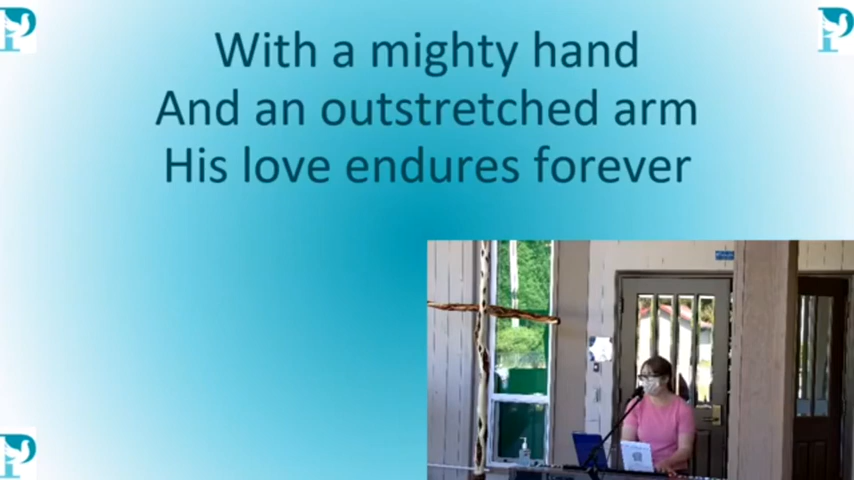 With a mighty hand
And an outstretched arm
His love endures forever